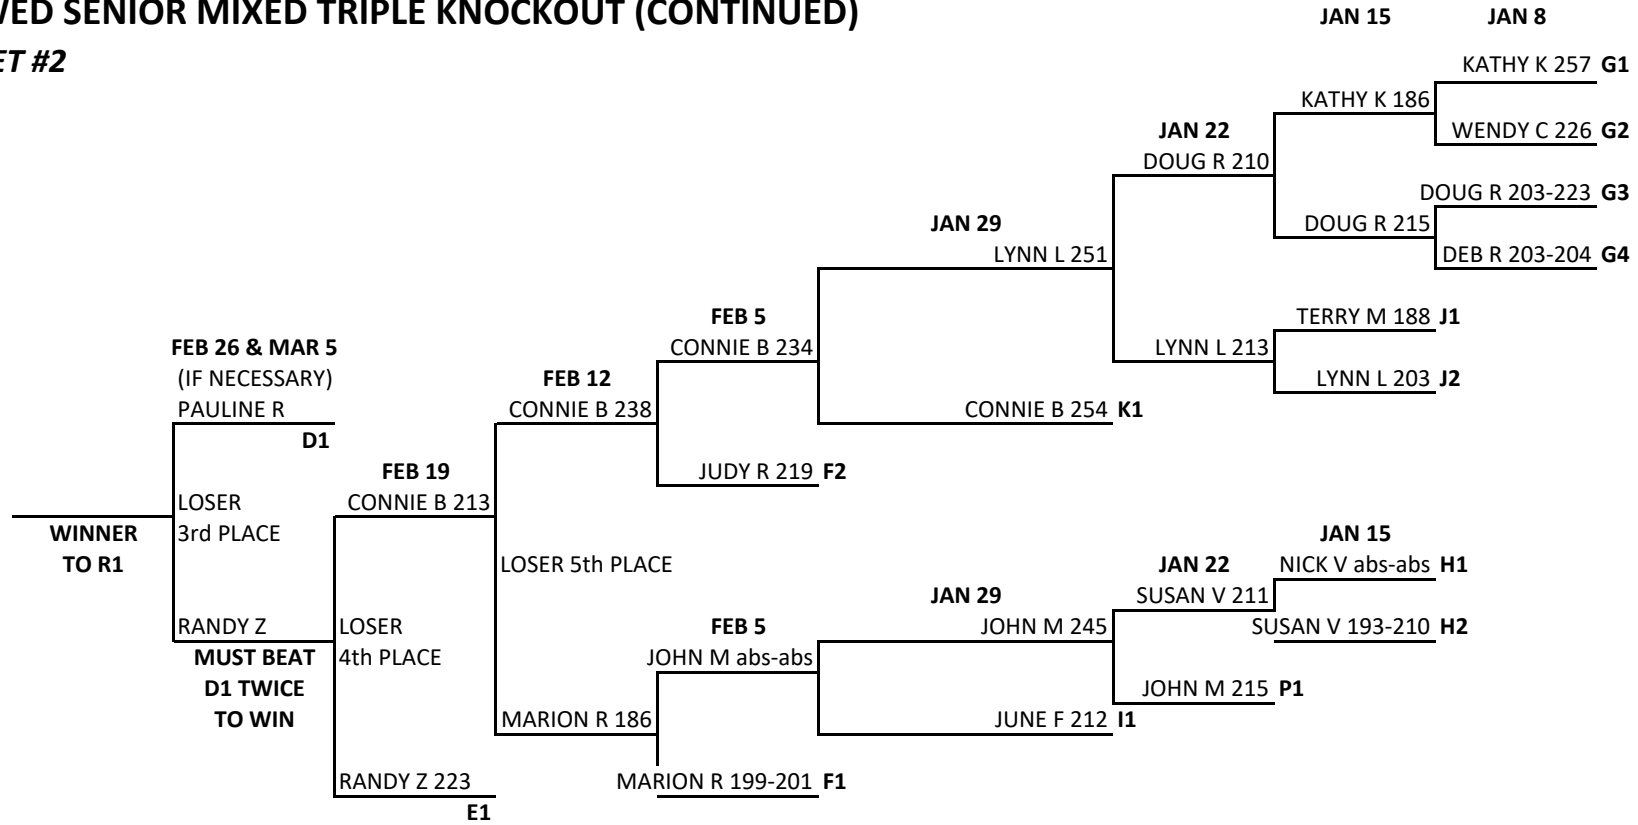 VED SENIOR MIXED TRIPLE KNOCKOUT (CONTINUED)
ET #2
JAN 15 JAN 8
KATHY K 257 G1
KATHY K 186
JAN 22
WENDY C 226 G2
DOUG R 210
DOUG R 203-223 G3
JAN 29
DOUG R 215
LYNN L 251
DEB R 203-204 G4
FEB 5
TERRY M 188 J1
FEB 26 & MAR 5
CONNIE B 234
LYNN L 213
(IF NECESSARY)
FEB 12
LYNN L 203 J2
PAULINE R
CONNIE B 238
CONNIE B 254 K1
D1
FEB 19
JUDY R 219 F2
LOSER
CONNIE B 213
WINNER
3rd PLACE
JAN 15
TO R1
LOSER 5th PLACE
JAN 22
NICK V abs-abs H1
JAN 29
SUSAN V 211
RANDY Z
LOSER
FEB 5
JOHN M 245
SUSAN V 193-210 H2
MUST BEAT
4th PLACE
JOHN M abs-abs
D1 TWICE
JOHN M 215 P1
TO WIN
MARION R 186
JUNE F 212 I1
RANDY Z 223
MARION R 199-201 F1
E1